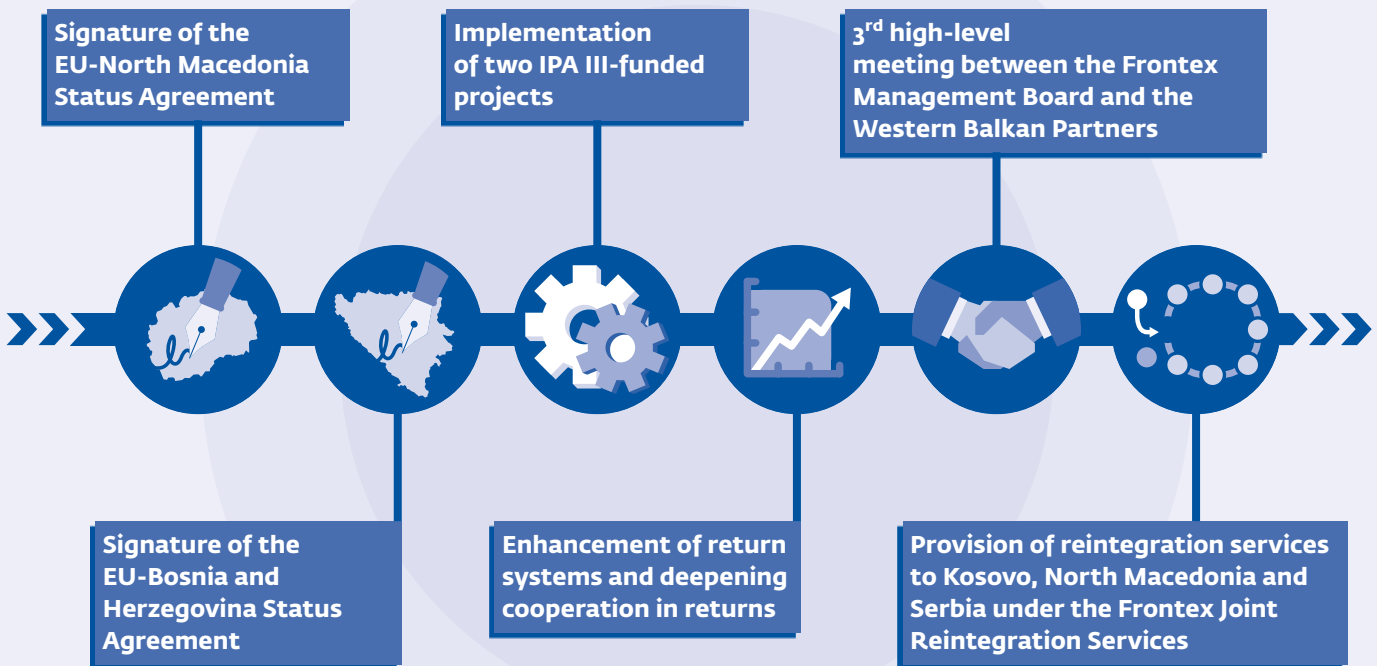 Signature of the
EU-North Macedonia
Status Agreement
Signature of the
EU-Bosnia and
Herzegovina Status
Agreement
Implementation
of two IPA III-funded
projects
Enhancement of return
systems and deepening
cooperation in returns
3rd high-level
meeting between the Frontex
Management Board and the
Western Balkan Partners
Provision of reintegration services
to Kosovo, North Macedonia and
Serbia under the Frontex Joint
Reintegration Services